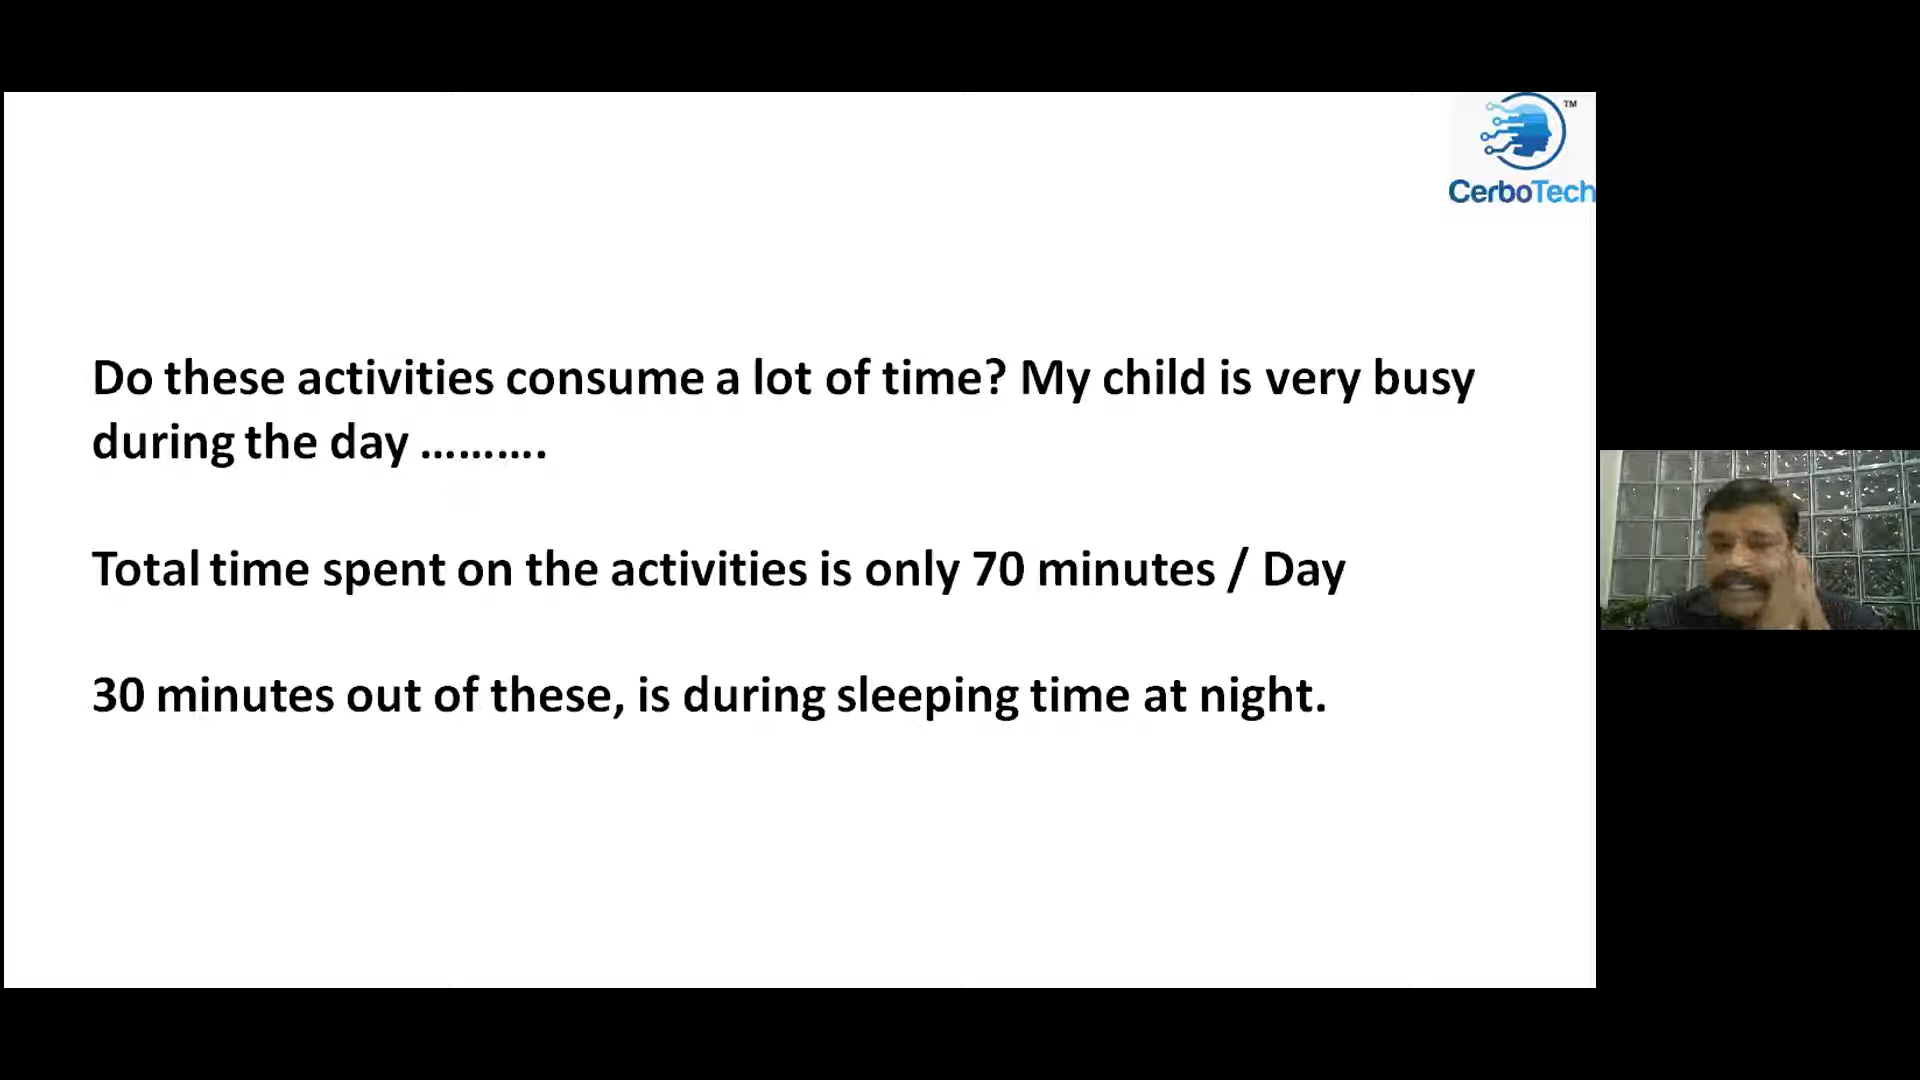 TM
CerboTech
Do these activities consume a lot of time? My child is very busy
during the day ……….
Total time spent on the activities is only 70 minutes / Day
30 minutes out of these, is during sleeping time at night.